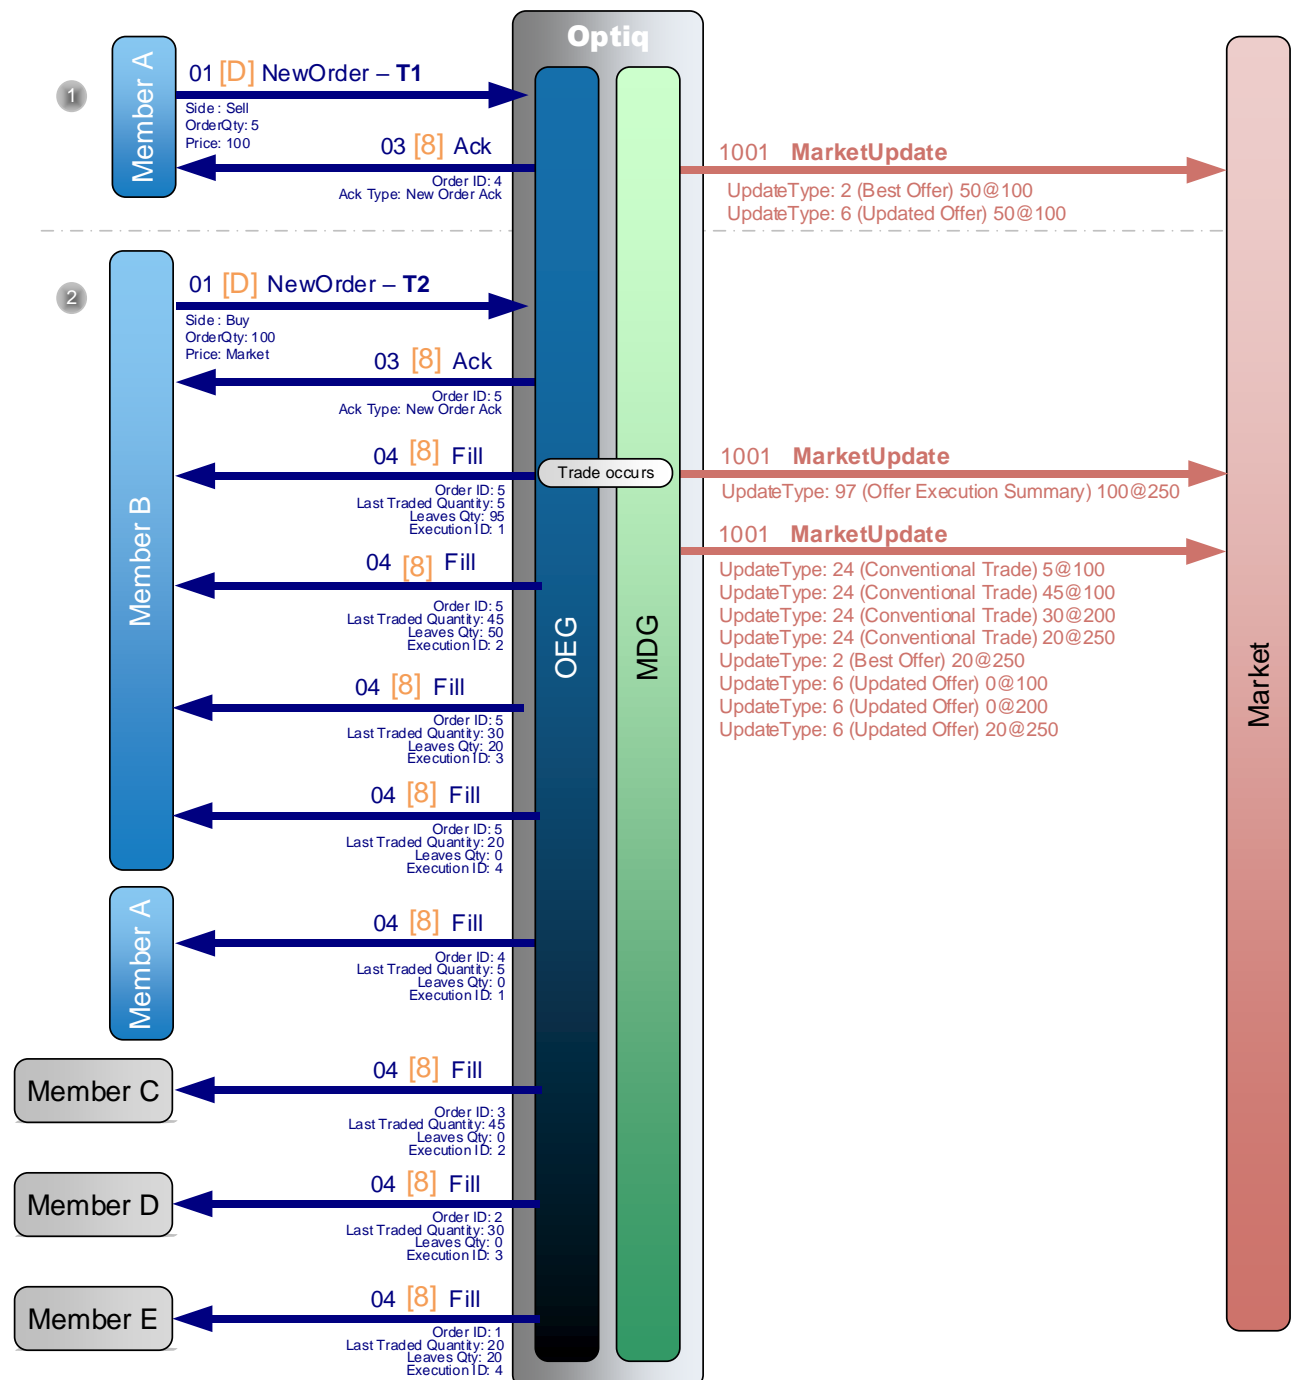 Optiq
1
Member A
01 [D] NewOrder – T1
Side : Sell
OrderQty: 5
Price: 100
03 [8] Ack
Order ID: 4
Ack Type: New Order Ack
1001 MarketUpdate
UpdateType: 2 (Best Offer) 50@100
UpdateType: 6 (Updated Offer) 50@100
2
Member B
01 [D] NewOrder – T2
Side : Buy
OrderQty: 100
Price: Market
03 [8] Ack
Order ID: 5
Ack Type: New Order Ack
04 [8] Fill
Order ID: 5
Last Traded Quantity: 5
Leaves Qty: 95
Execution ID: 1
Trade occurs
1001 MarketUpdate
UpdateType: 97 (Offer Execution Summary) 100@250
1001 MarketUpdate
UpdateType: 24 (Conventional Trade) 5@100
UpdateType: 24 (Conventional Trade) 45@100
UpdateType: 24 (Conventional Trade) 30@200
UpdateType: 24 (Conventional Trade) 20@250
UpdateType: 2 (Best Offer) 20@250
UpdateType: 6 (Updated Offer) 0@100
UpdateType: 6 (Updated Offer) 0@200
UpdateType: 6 (Updated Offer) 20@250
04 [8] Fill
Order ID: 5
Last Traded Quantity: 45
Leaves Qty: 50
Execution ID: 2
OEG
MDG
Market
04 [8] Fill
Order ID: 5
Last Traded Quantity: 30
Leaves Qty: 20
Execution ID: 3
04 [8] Fill
Order ID: 5
Last Traded Quantity: 20
Leaves Qty: 0
Execution ID: 4
Member A
04 [8] Fill
Order ID: 4
Last Traded Quantity: 5
Leaves Qty: 0
Execution ID: 1
Member C
04 [8] Fill
Order ID: 3
Last Traded Quantity: 45
Leaves Qty: 0
Execution ID: 2
Member D
04 [8] Fill
Order ID: 2
Last Traded Quantity: 30
Leaves Qty: 0
Execution ID: 3
Member E
04 [8] Fill
Order ID: 1
Last Traded Quantity: 20
Leaves Qty: 20
Execution ID: 4